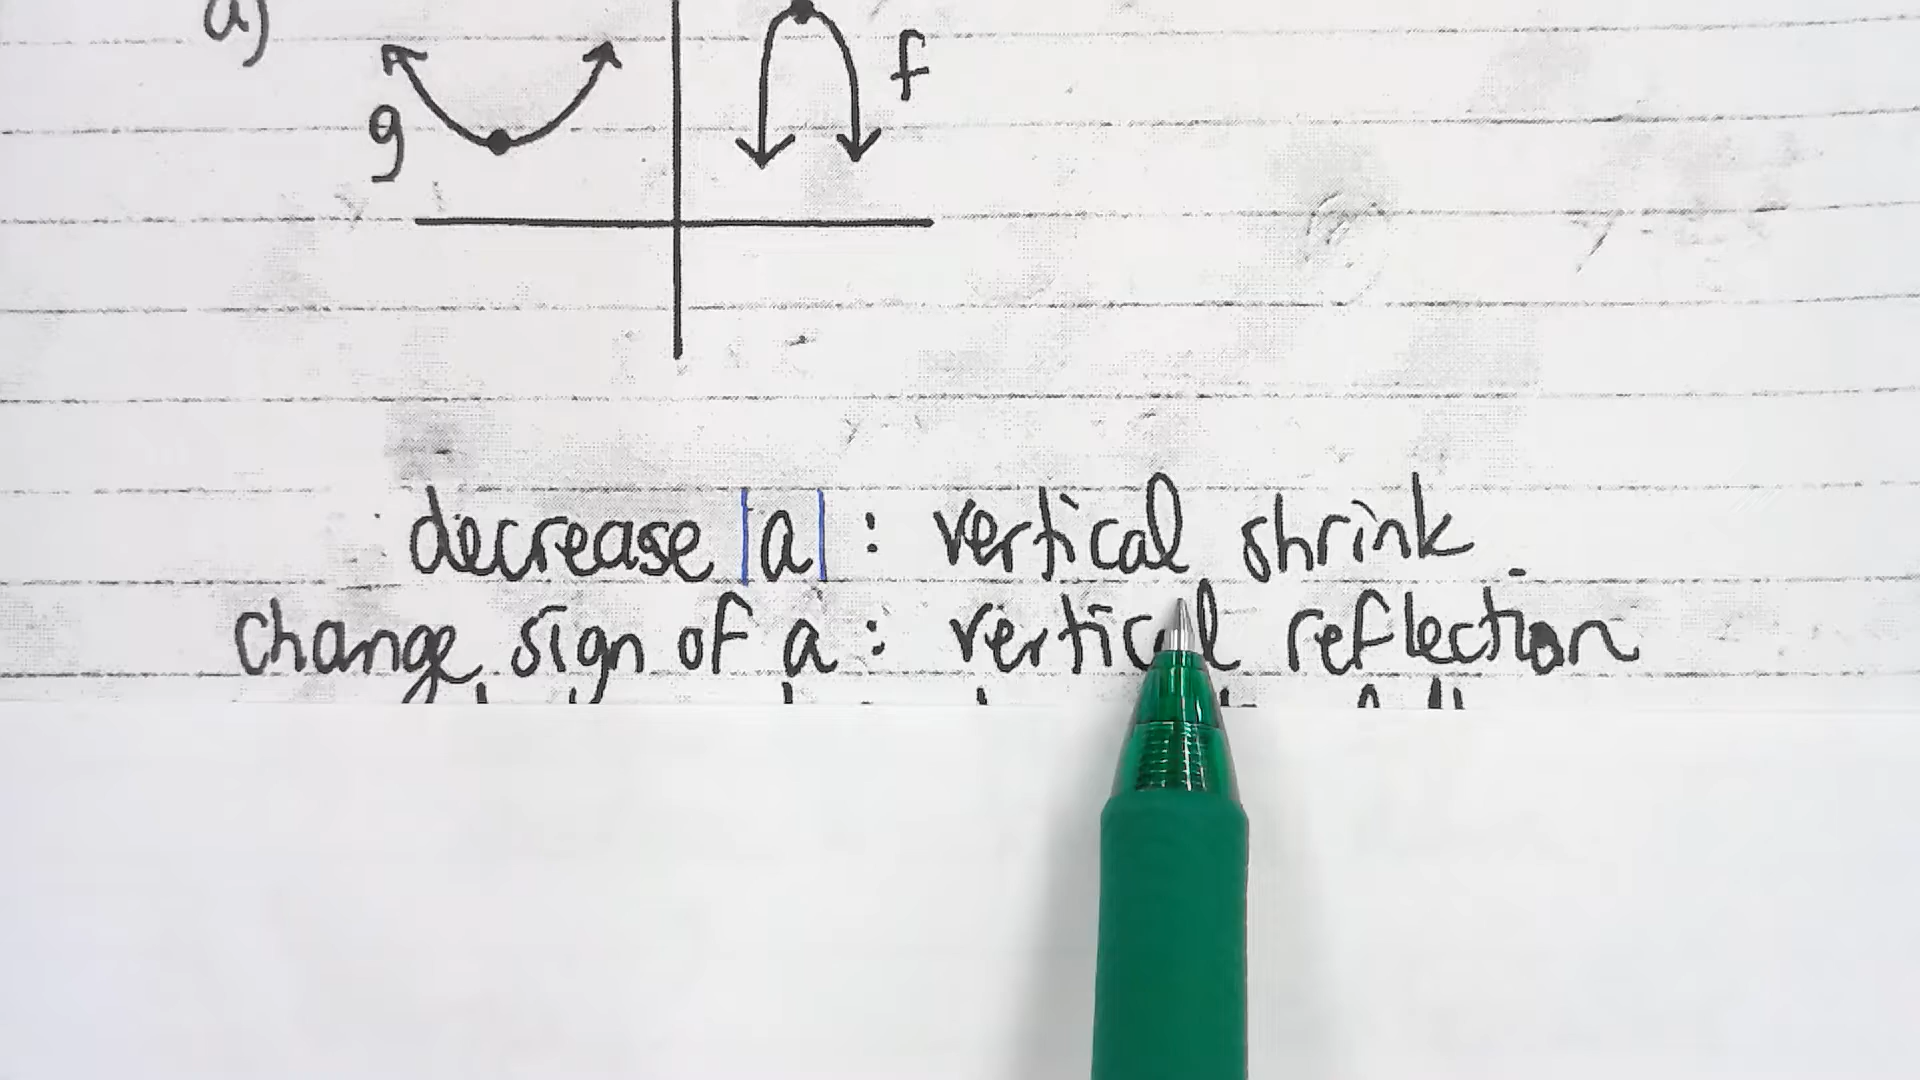 a)
g
f
decrease |a| : vertical shrink
change sign of a : vertical reflection